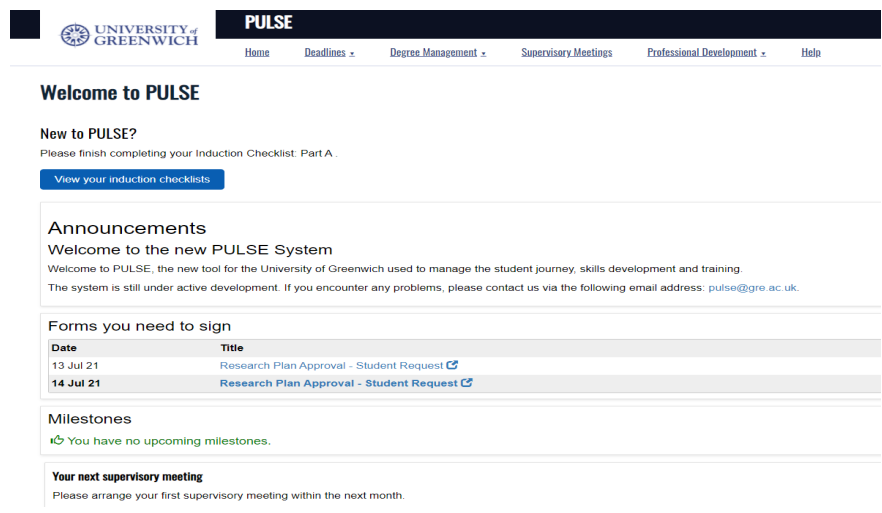 UNIVERSITY of
GREENWICH
PULSE
Home Deadlines Degree Management Supervisory Meetings Professional Development Help
Welcome to PULSE
New to PULSE?
Please finish completing your Induction Checklist: Part A .
View your induction checklists
Announcements
Welcome to the new PULSE System
Welcome to PULSE, the new tool for the University of Greenwich used to manage the student journey, skills development and training.
The system is still under active development. If you encounter any problems, please contact us via the following email address: pulse@gre.ac.uk.
Forms you need to sign
Date Title
13 Jul 21 Research Plan Approval - Student Request
14 Jul 21 Research Plan Approval - Student Request
Milestones
You have no upcoming milestones.
Your next supervisory meeting
Please arrange your first supervisory meeting within the next month.